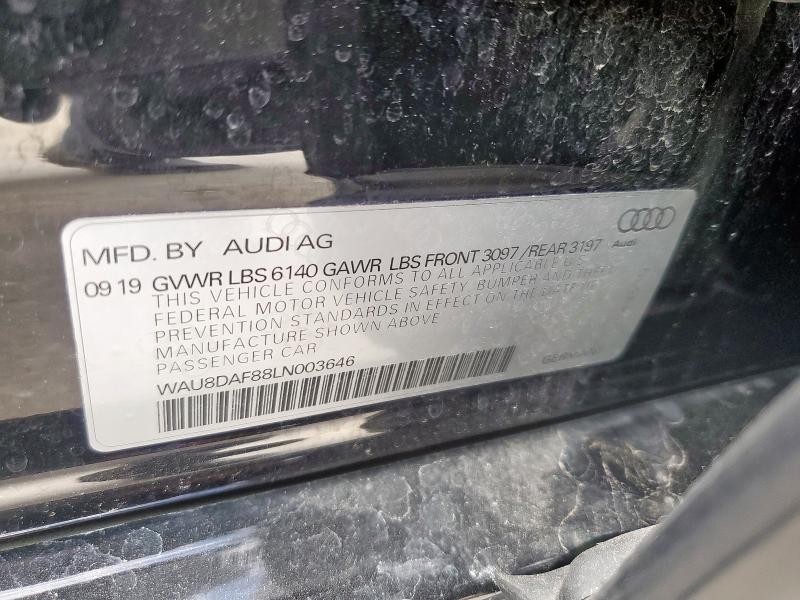 MFD. BY AUDI AG
Audi
09 19 GVWR LBS 6140 GAWR LBS FRONT 3097 / REAR 3197
THIS VEHICLE CONFORMS TO ALL APPLICABLE U.S.
FEDERAL MOTOR VEHICLE SAFETY, BUMPER AND THEFT
PREVENTION STANDARDS IN EFFECT ON THE DATE OF
MANUFACTURE SHOWN ABOVE
PASSENGER CAR
WAU8DAF88LN003646
GERMANY